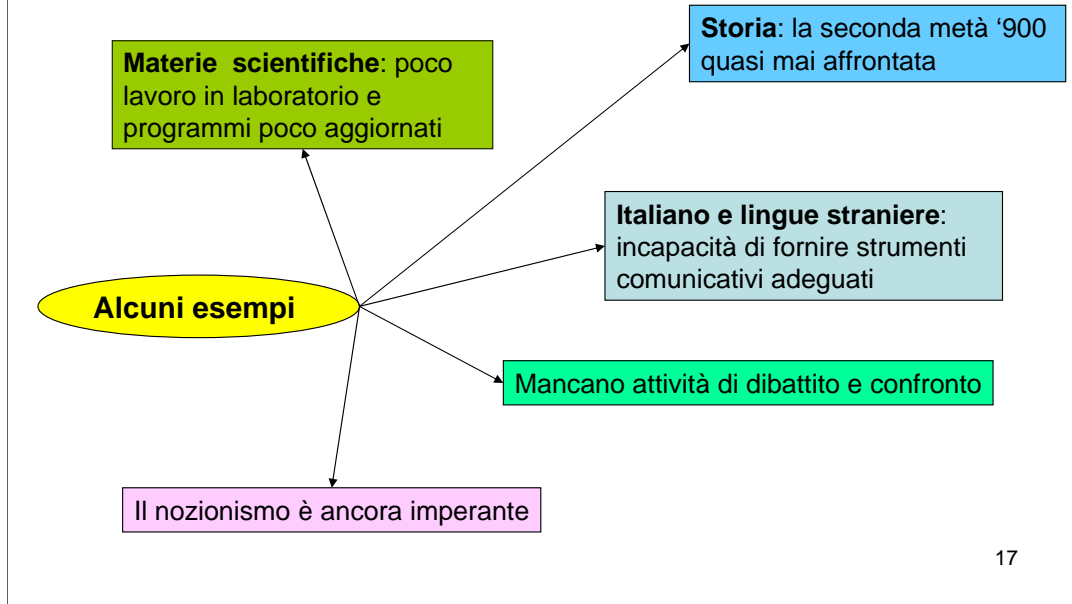 Storia: la seconda metà ‘900
quasi mai affrontata
Materie  scientifiche: poco
lavoro in laboratorio e
programmi poco aggiornati
Italiano e lingue straniere:
incapacità di fornire strumenti
comunicativi adeguati
Alcuni esempi
Mancano attività di dibattito e confronto
Il nozionismo è ancora imperante
17